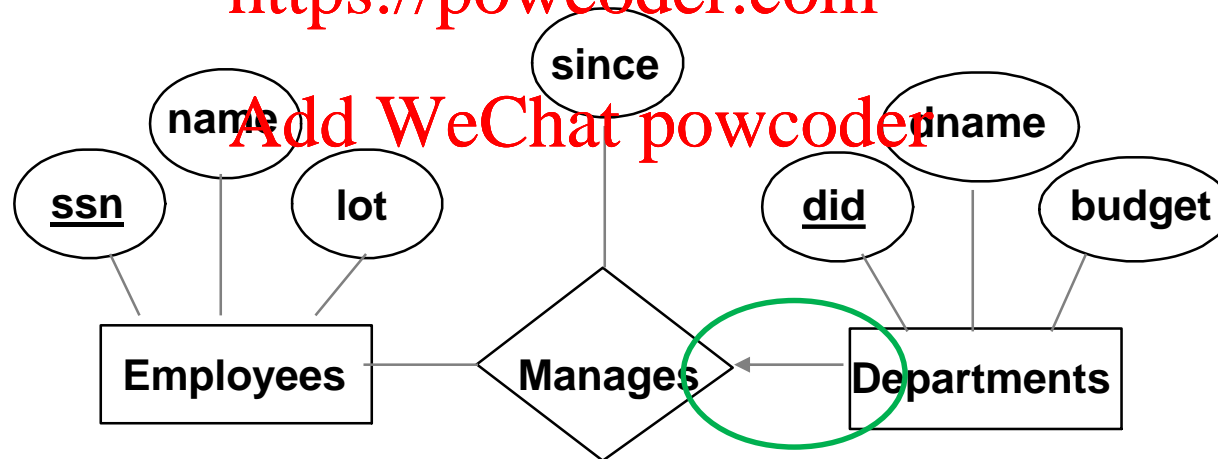 https://powcoder.com
since
name
Add WeChat powcoder
dname
ssn
lot
did
budget
Employees
Manages
Departments